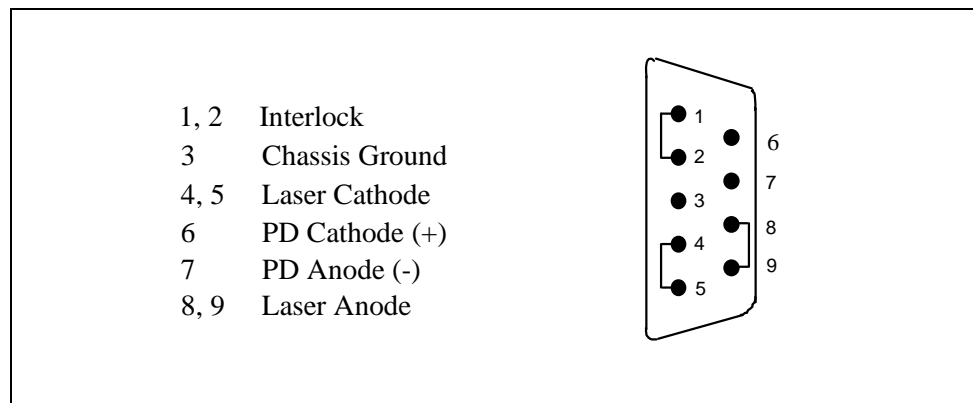 1, 2 Interlock
3 Chassis Ground
4, 5 Laser Cathode
6 PD Cathode (+)
7 PD Anode (-)
8, 9 Laser Anode
1
6
2
7
3
8
4
9
5